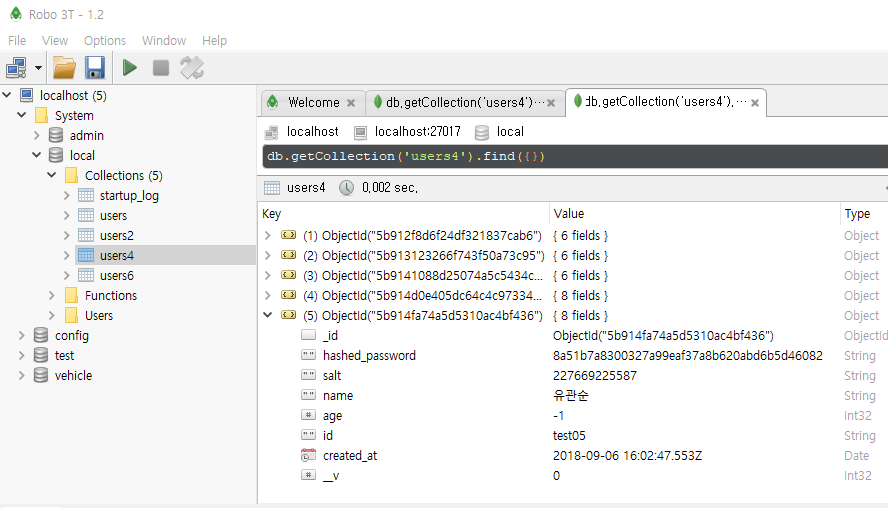 Robo 3T - 1.2
File View Options Window Help
localhost (5)
System
admin
local
Collections (5)
startup_log
users
users2
users4
users6
Functions
Users
config
test
vehicle
Welcome db.getCollection('users4')··· db.getCollection('users4'),···
localhost localhost:27017 local
db.getCollection('users4').find({})
users4 0,002 sec,
Key Value Type
(1) ObjectId("5b912f8d6f24df321837cab6") { 6 fields } Object
(2) ObjectId("5b913123266f743f50a73c95") { 6 fields } Object
(3) ObjectId("5b9141088d25074a5c5434c... { 6 fields } Object
(4) ObjectId("5b914d0e405dc64c4c97334... { 8 fields } Object
(5) ObjectId("5b914fa74a5d5310ac4bf436") { 8 fields } Object
_id ObjectId("5b914fa74a5d5310ac4bf436") ObjectId
hashed_password 8a51b7a8300327a99eaf37a8b620abd6b5d46082 String
salt 227669225587 String
name 유관순 String
age -1 Int32
id test05 String
created_at 2018-09-06 16:02:47.553Z Date
__v 0 Int32